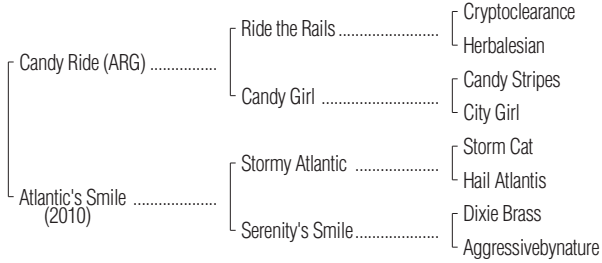 Cryptoclearance
Ride the Rails
Herbalesian
Candy Ride (ARG)
Candy Stripes
Candy Girl
City Girl
Storm Cat
Stormy Atlantic
Hail Atlantis
Atlantic's Smile
(2010)
Dixie Brass
Serenity's Smile
Aggressivebynature